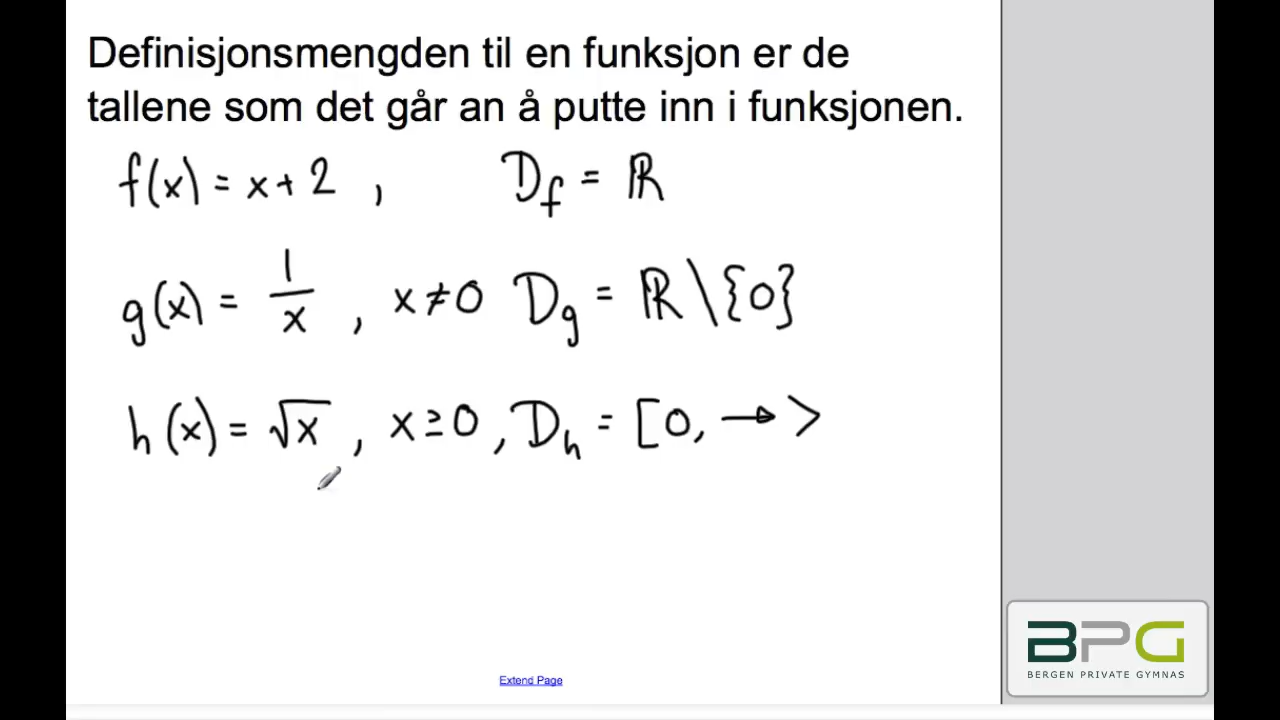 Definisjonsmengden til en funksjon er de
tallene som det går an å putte inn i funksjonen.
f(x) = x + 2 , D_f = ℝ
g(x) = 1/x , x ≠ 0 D_g = ℝ \ {0}
h(x) = √x , x ≥ 0 , D_h = [0, → >
Extend Page
BPG
BERGEN PRIVATE GYMNAS